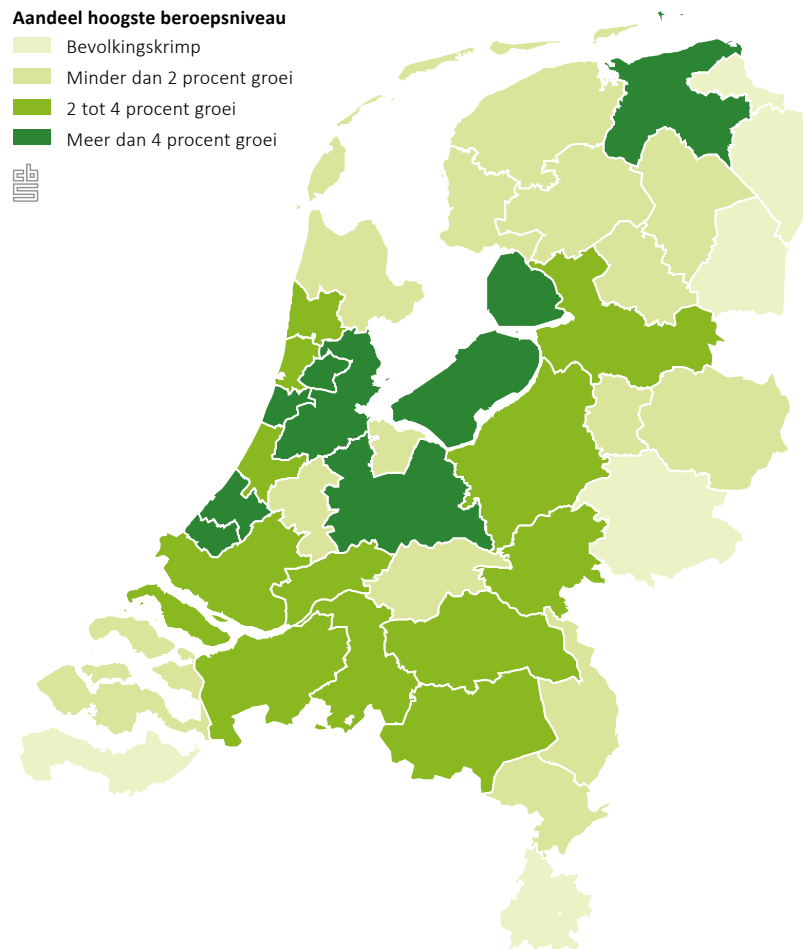 Aandeel hoogste beroepsniveau
Bevolkingskrimp
Minder dan 2 procent groei
2 tot 4 procent groei
Meer dan 4 procent groei
cbs